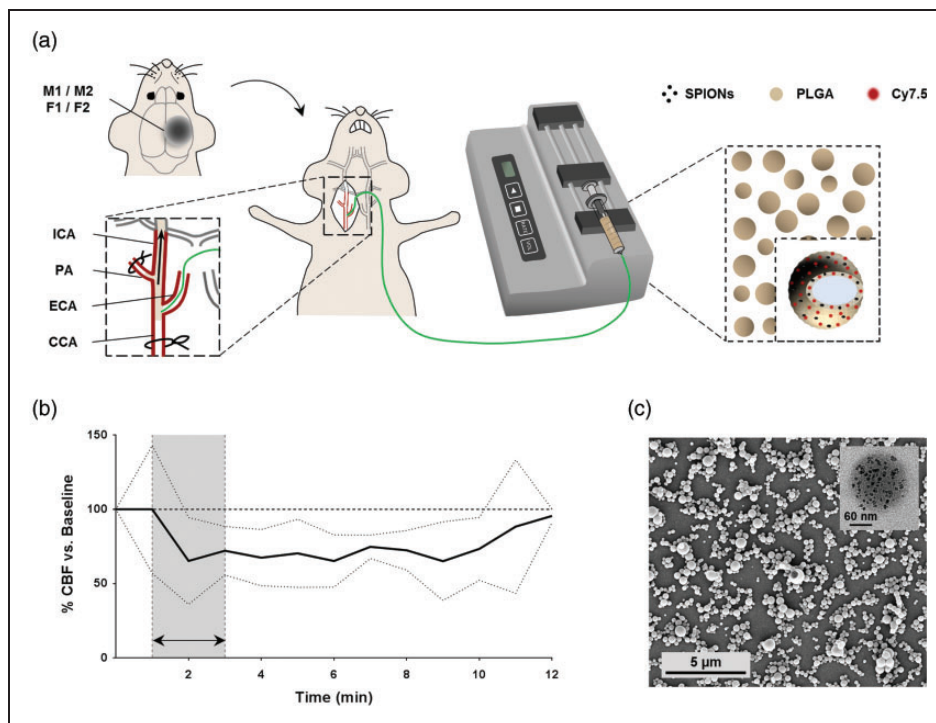 (a)
M1 / M2
F1 / F2
SPIONs
PLGA
Cy7.5
ICA
PA
ECA
CCA
(b)
% CBF vs. Baseline
150
100
50
0
2
4
6
8
10
12
Time (min)
(c)
60 nm
5 µm